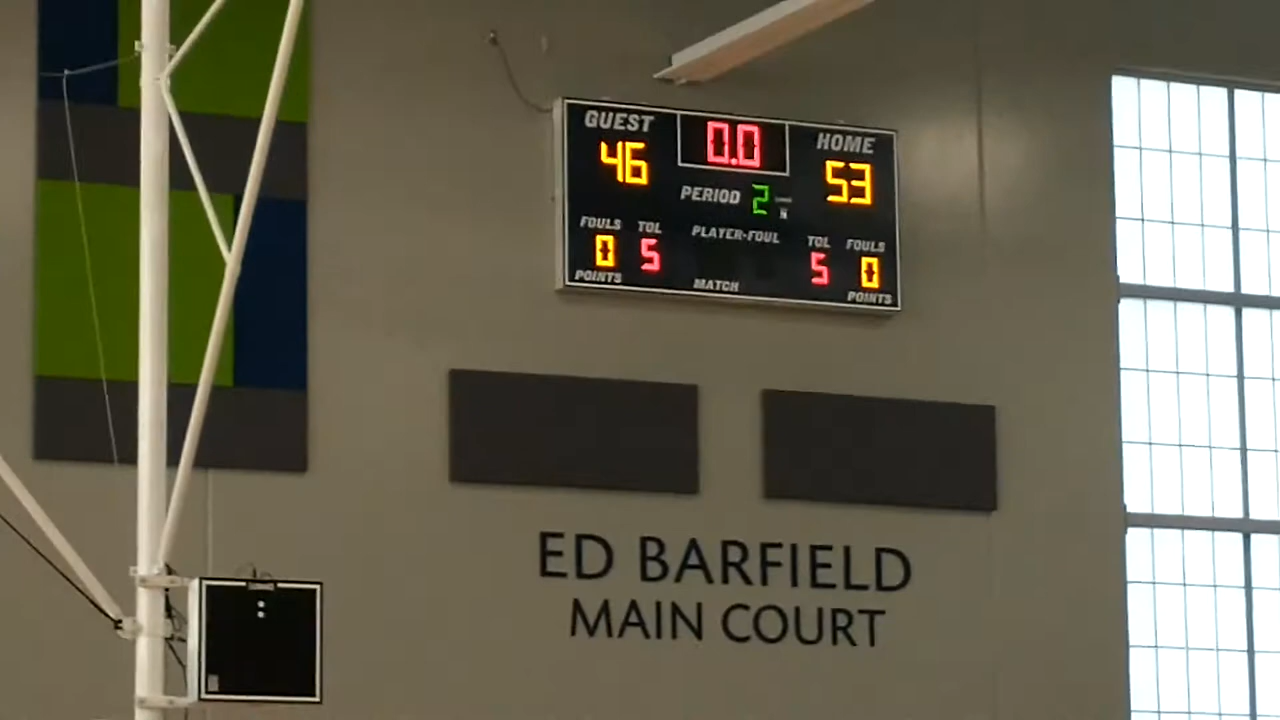 GUEST 0.0 HOME
46 53
PERIOD 2
FOULS TOL PLAYER-FOUL TOL FOULS
0 5 5 0
POINTS MATCH POINTS
ED BARFIELD
MAIN COURT